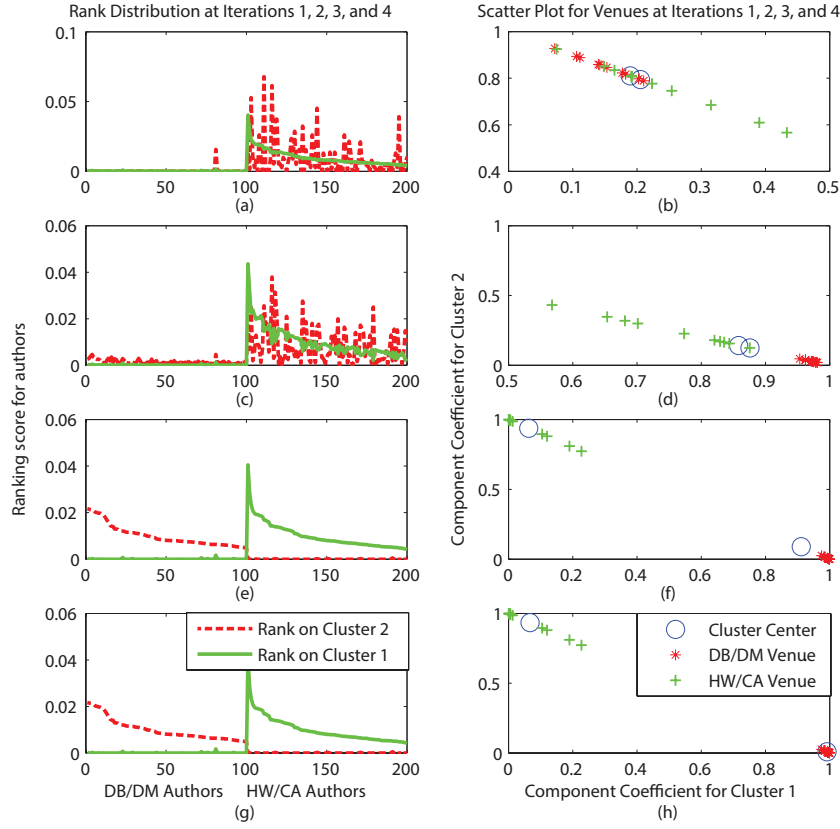 Rank Distribution at Iterations 1, 2, 3, and 4
Scatter Plot for Venues at Iterations 1, 2, 3, and 4
Ranking score for authors
Component Coefficient for Cluster 2
0.1
0.05
0
0 50 100 150 200
(a)
1
0.8
0.6
0.4
0 0.1 0.2 0.3 0.4 0.5
(b)
0.06
0.04
0.02
0
0 50 100 150 200
(c)
1
0.5
0
0.5 0.6 0.7 0.8 0.9 1
(d)
0.06
0.04
0.02
0
0 50 100 150 200
(e)
1
0.5
0
0 0.2 0.4 0.6 0.8 1
(f)
0.06
0.04
0.02
0
Rank on Cluster 2
Rank on Cluster 1
0 50 100 150 200
DB/DM Authors HW/CA Authors
(g)
1
0.5
0
Cluster Center
DB/DM Venue
HW/CA Venue
0 0.2 0.4 0.6 0.8 1
Component Coefficient for Cluster 1
(h)